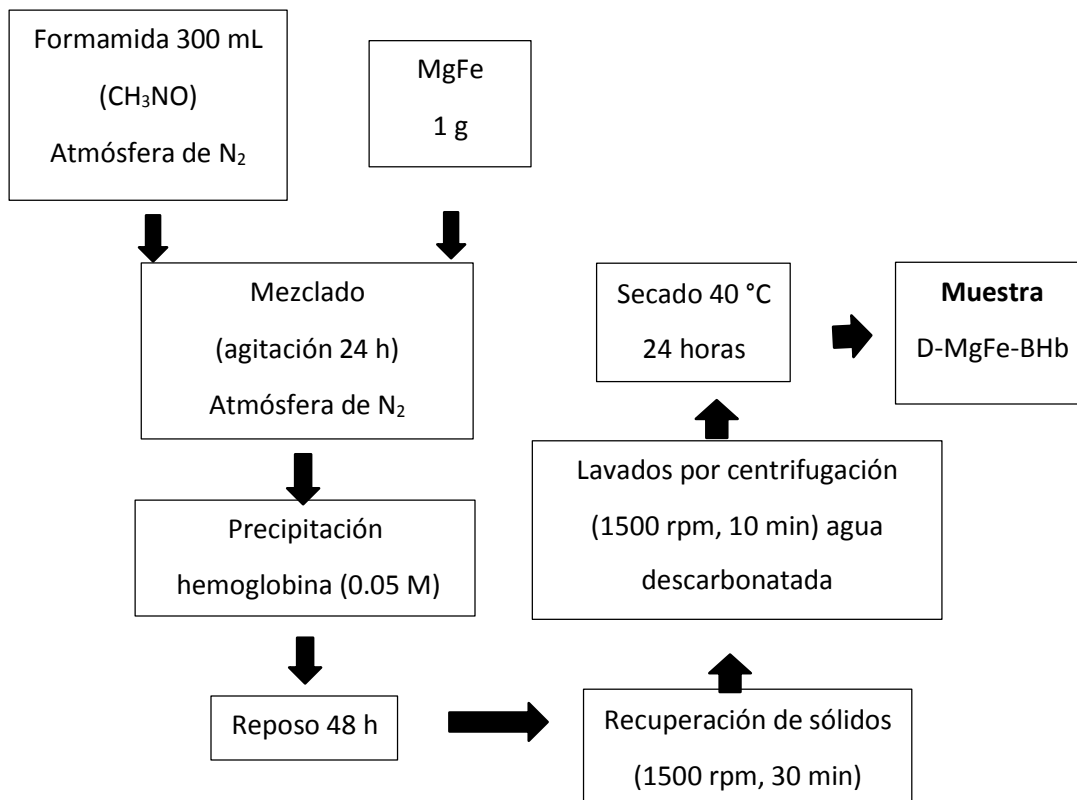 Formamida 300 mL
(CH₃NO)
Atmósfera de N₂
MgFe
1 g
Mezclado
(agitación 24 h)
Atmósfera de N₂
Precipitación
hemoglobina (0.05 M)
Reposo 48 h
Recuperación de sólidos
(1500 rpm, 30 min)
Lavados por centrifugación
(1500 rpm, 10 min) agua
descarbonatada
Secado 40 °C
24 horas
Muestra
D-MgFe-BHb